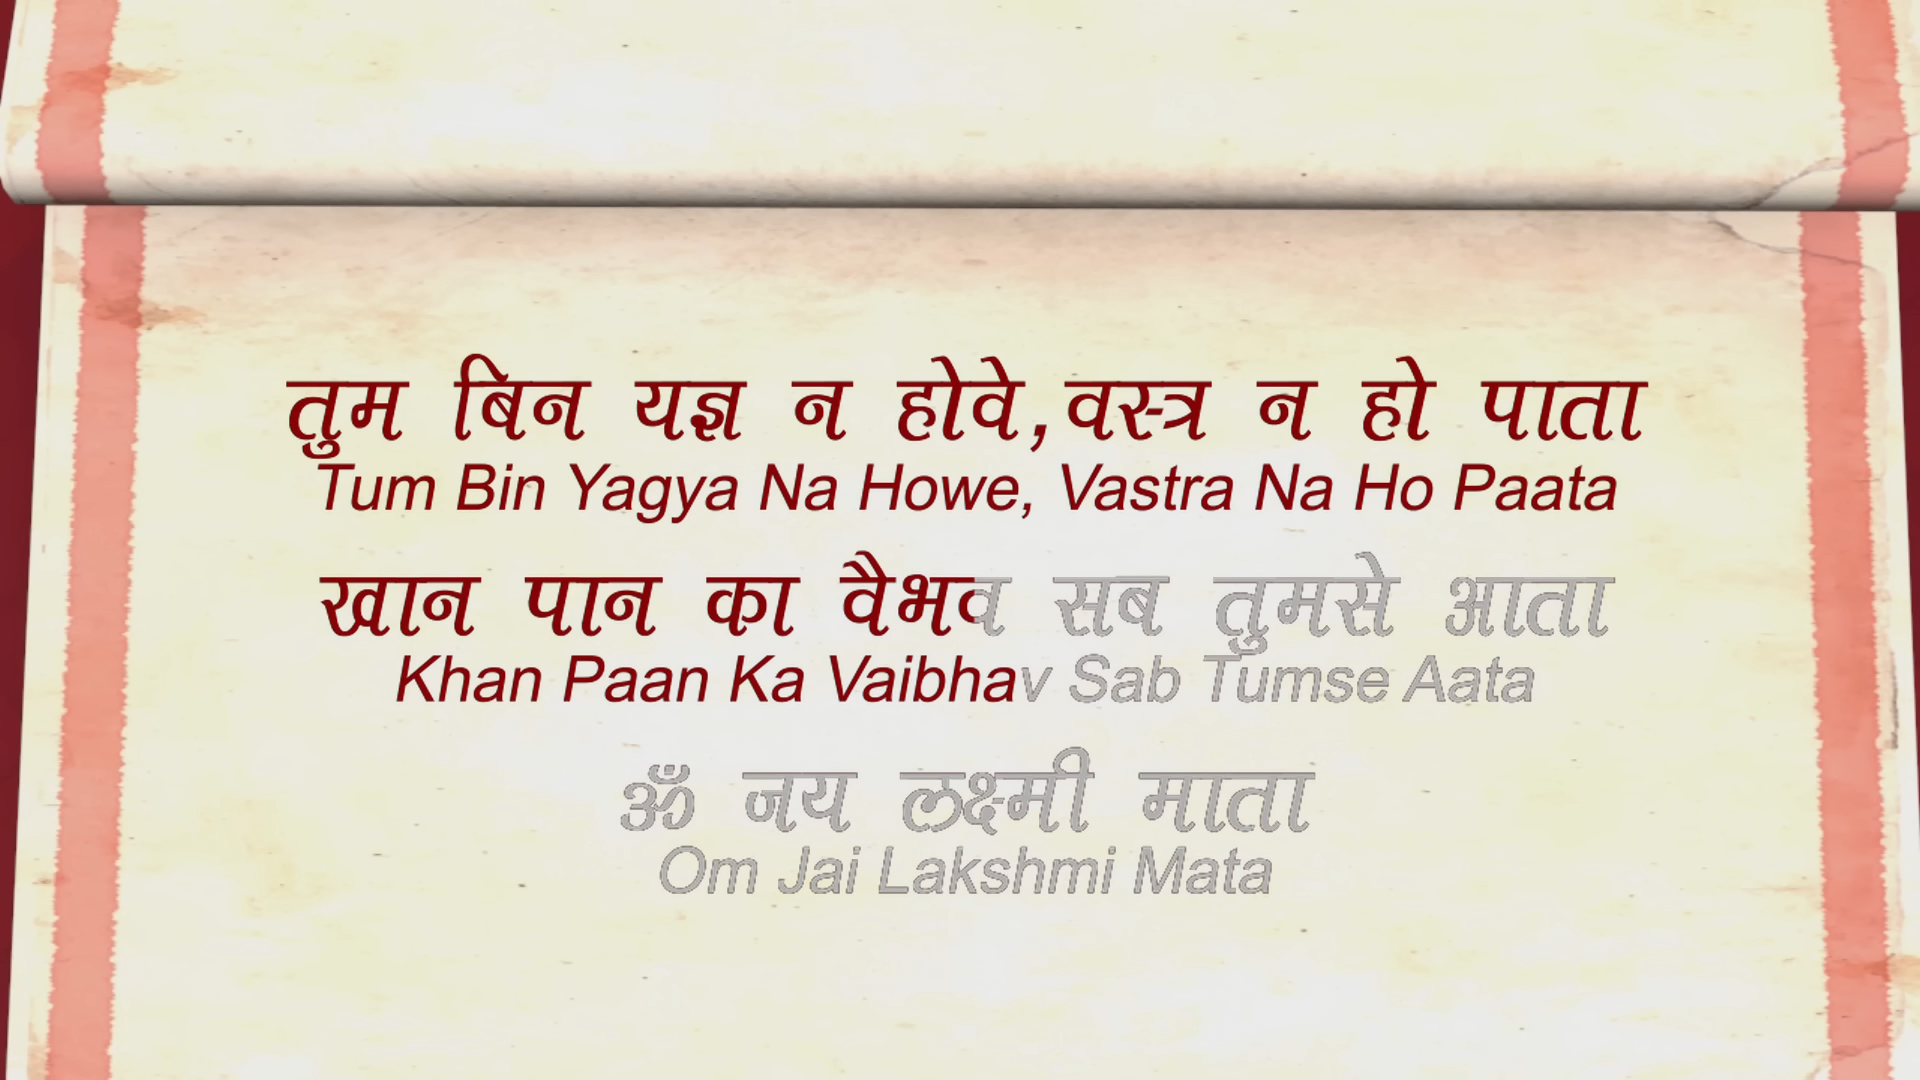 तुम बिन यज्ञ न होवे, वस्त्र न हो पाता
Tum Bin Yagya Na Howe, Vastra Na Ho Paata
खान पान का वैभव सब तुमसे आता
Khan Paan Ka Vaibhav Sab Tumse Aata
ॐ जय लक्ष्मी माता
Om Jai Lakshmi Mata